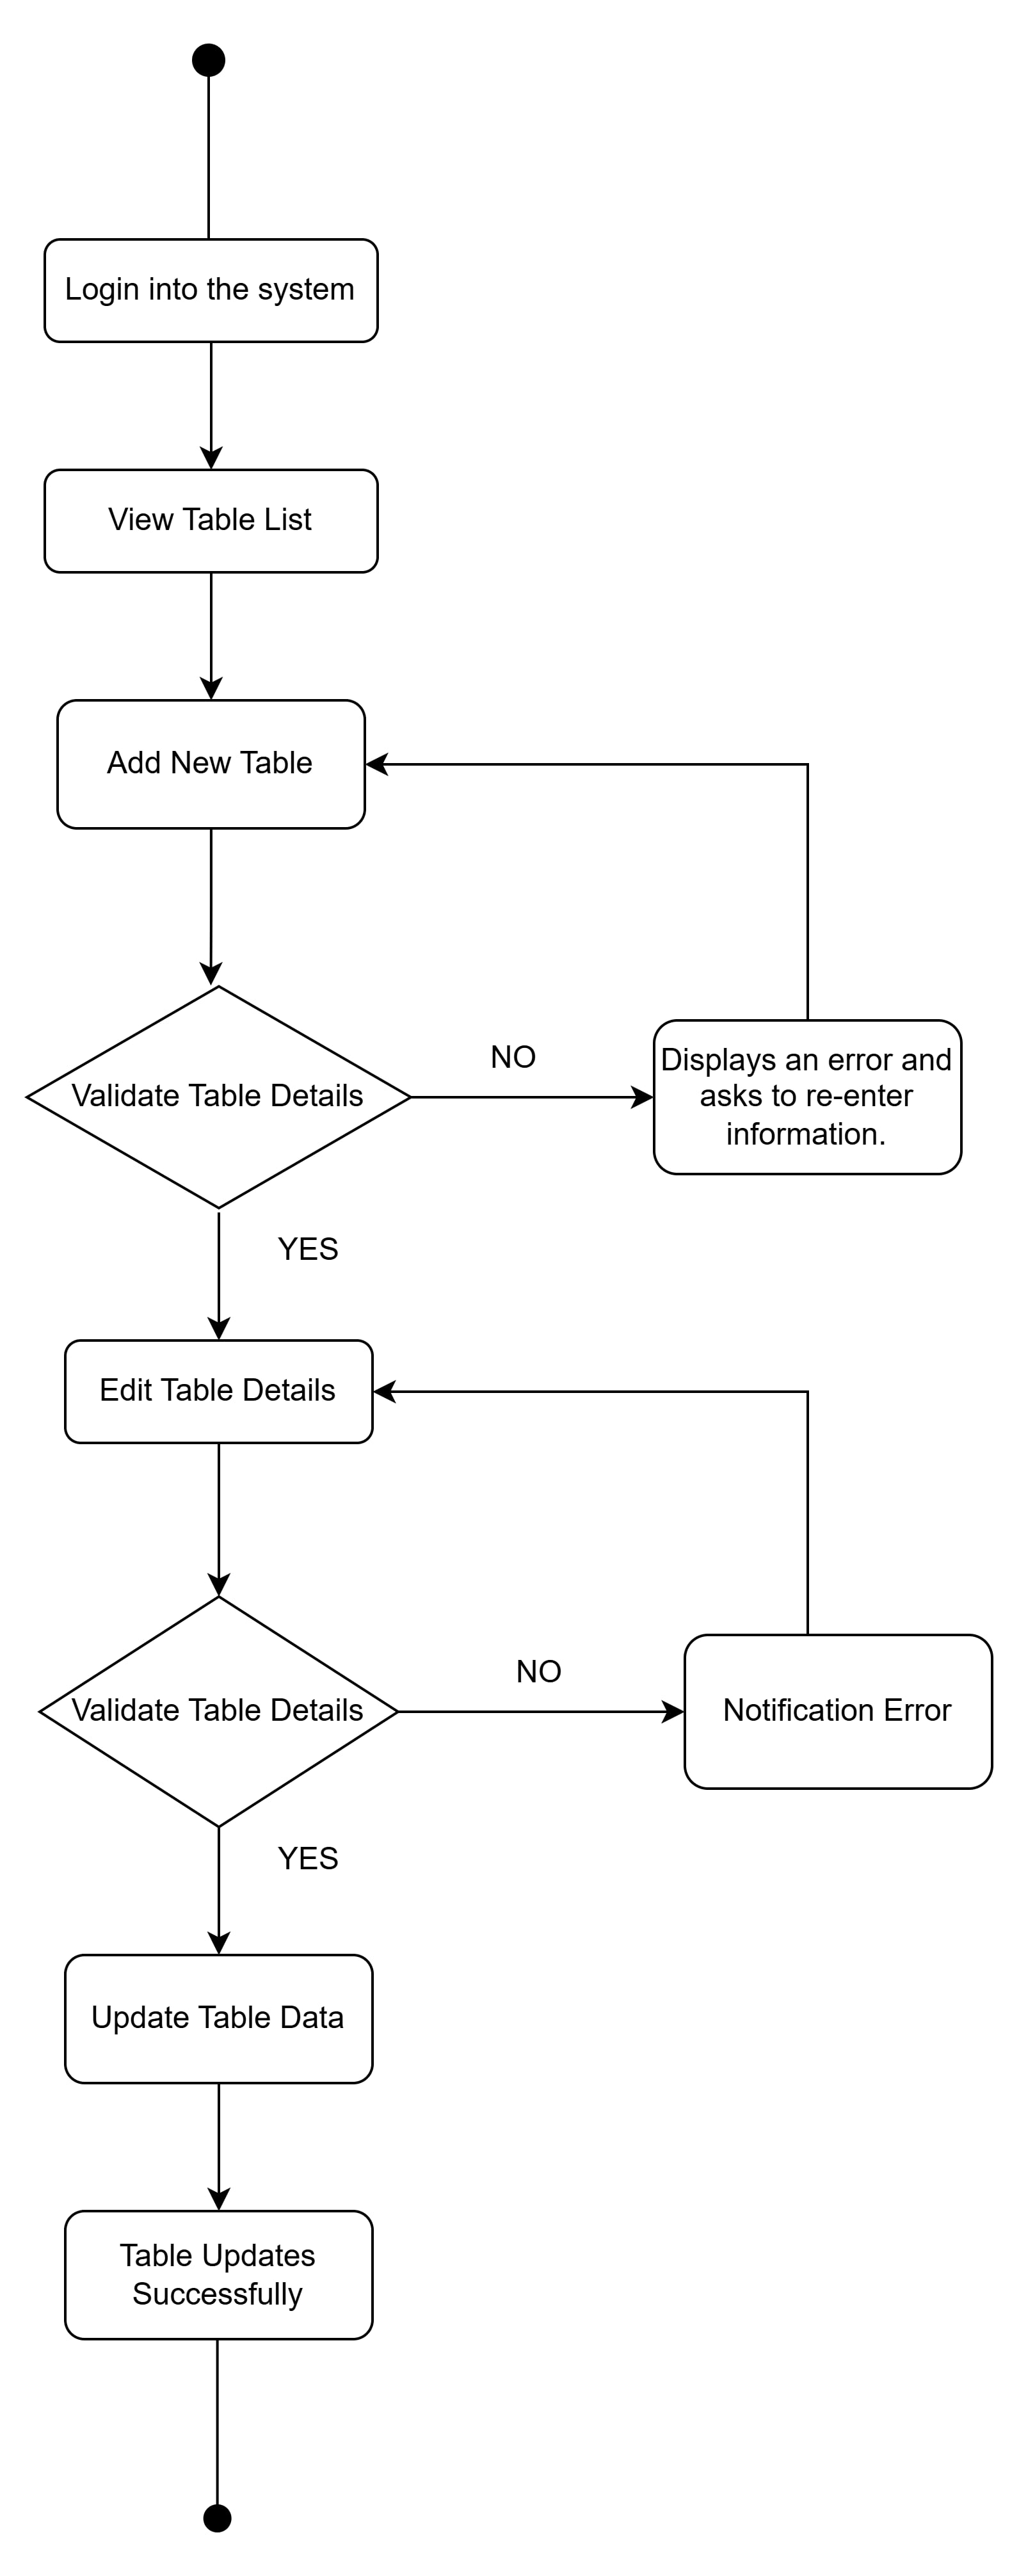 Login into the system
View Table List
Add New Table
Validate Table Details
NO
Displays an error and
asks to re-enter
information.
YES
Edit Table Details
Validate Table Details
NO
Notification Error
YES
Update Table Data
Table Updates
Successfully